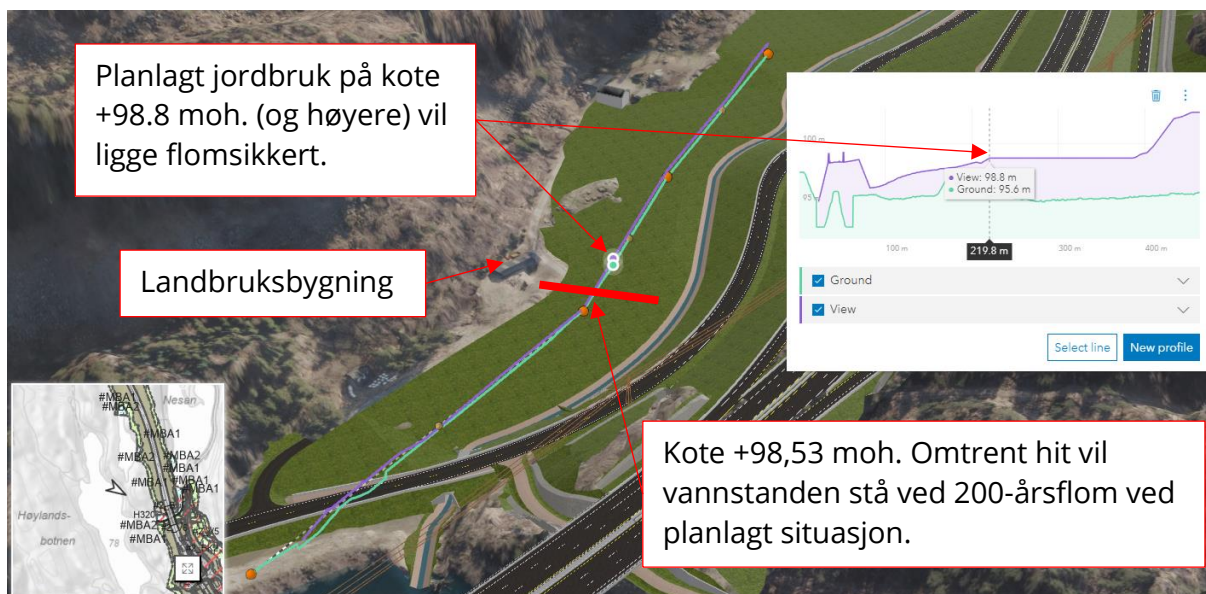 Planlagt jordbruk på kote
+98.8 moh. (og høyere) vil
ligge flomsikkert.
Landbruksbygning
100 m
95 m
View: 98.8 m
Ground: 95.6 m
100 m
219.8 m
300 m
400 m
Ground
View
Select line
New profile
Kote +98,53 moh. Omtrent hit vil
vannstanden stå ved 200-årsflom ved
planlagt situasjon.
#MBA1
#MBA2
Nesan
#MBA1
#MBA2
#MBA2
#MBA1
#MBA1
#MBA1
#MBA1
H320
#MBA2
Høylands-
botnen
78
#MBA1